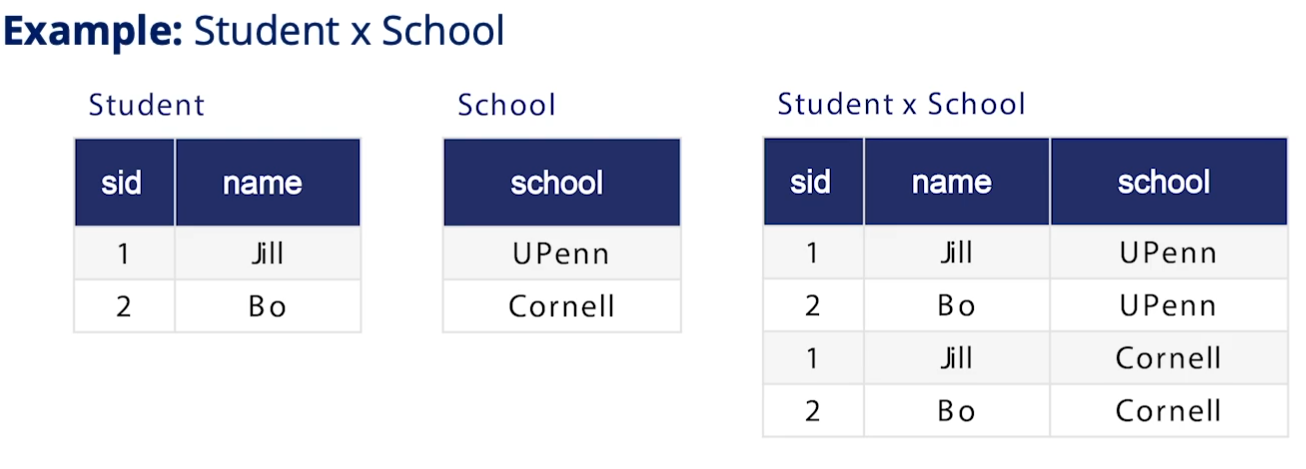 Example: Student x School
Student
sid name
1 Jill
2 Bo
School
school
UPenn
Cornell
Student x School
sid name school
1 Jill UPenn
2 Bo UPenn
1 Jill Cornell
2 Bo Cornell